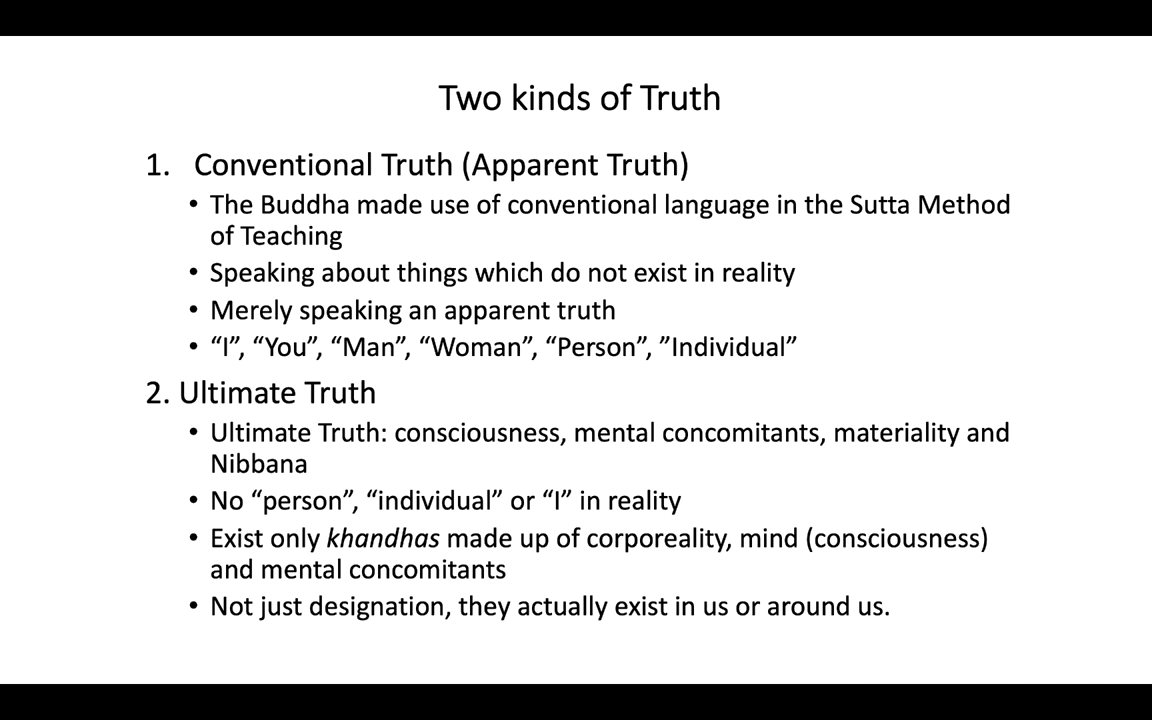 Two kinds of Truth
1. Conventional Truth (Apparent Truth)
• The Buddha made use of conventional language in the Sutta Method
of Teaching
• Speaking about things which do not exist in reality
• Merely speaking an apparent truth
• “I”, “You”, “Man”, “Woman”, “Person”, ”Individual”
2. Ultimate Truth
• Ultimate Truth: consciousness, mental concomitants, materiality and
Nibbana
• No “person”, “individual” or “I” in reality
• Exist only khandhas made up of corporeality, mind (consciousness)
and mental concomitants
• Not just designation, they actually exist in us or around us.